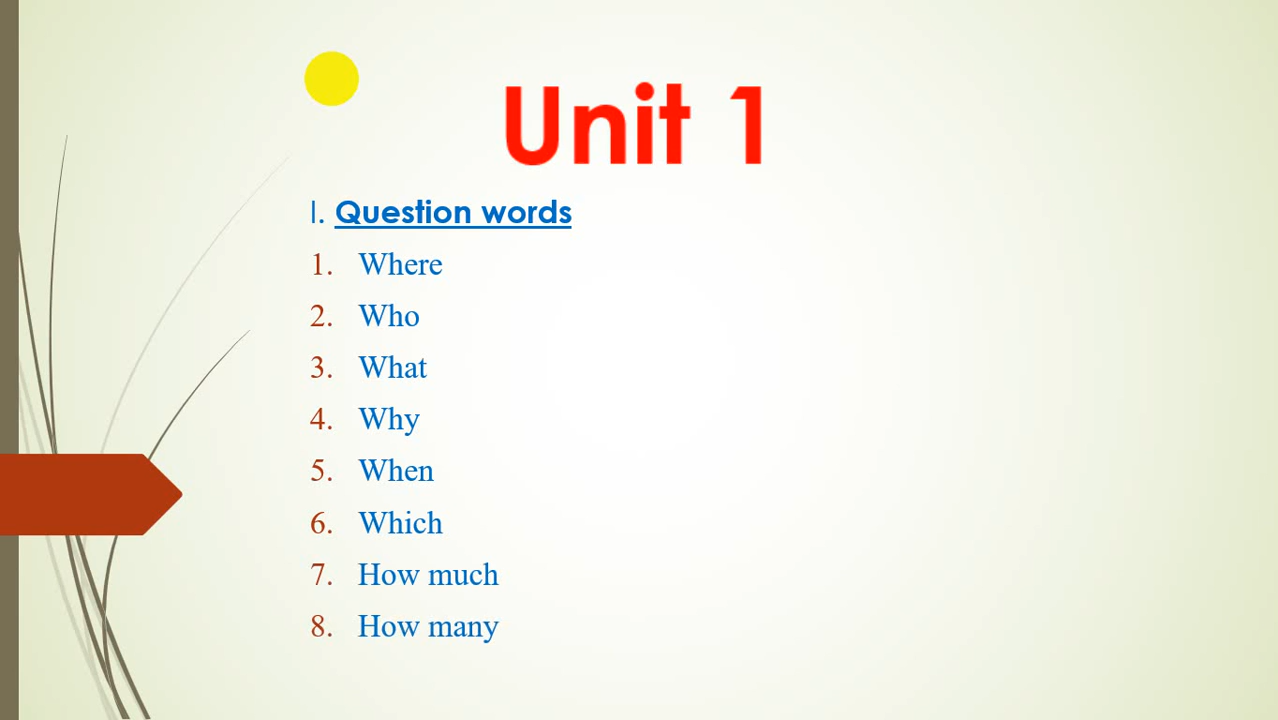 Unit 1
I. Question words
1. Where
2. Who
3. What
4. Why
5. When
6. Which
7. How much
8. How many